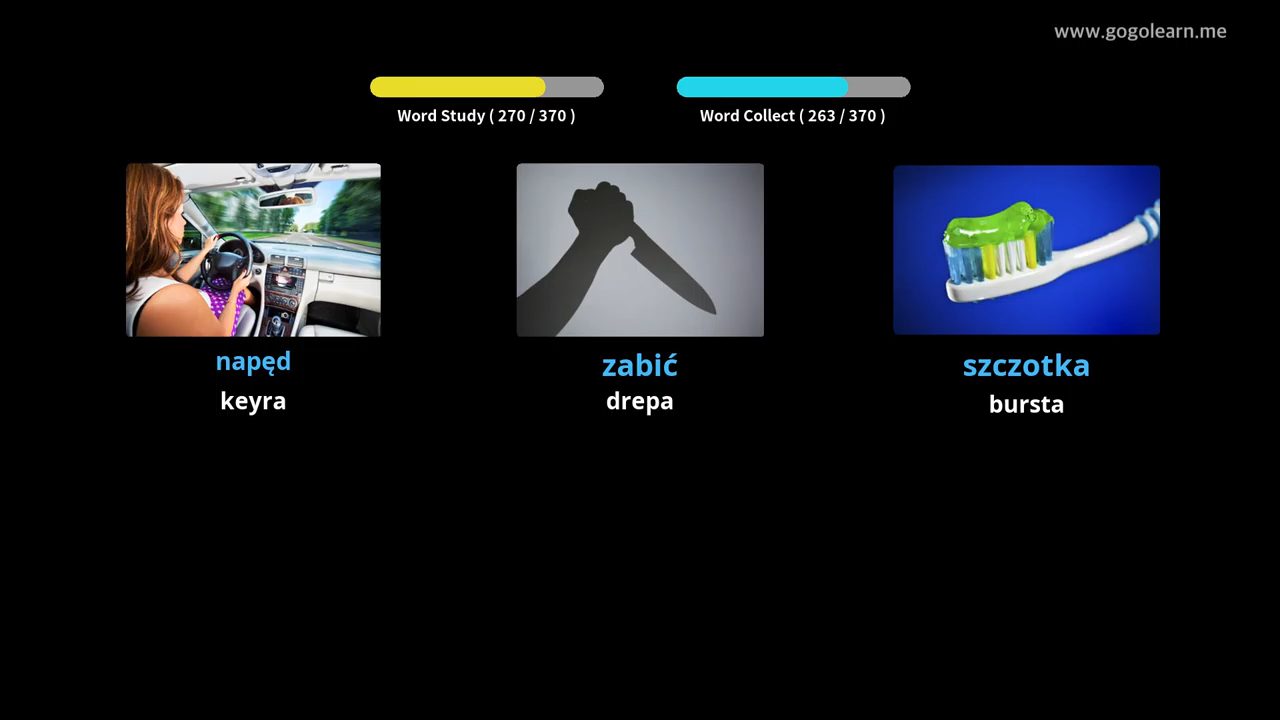 www.gogolearn.me
Word Study ( 270 / 370 )
Word Collect ( 263 / 370 )
napęd
keyra
zabić
drepa
szczotka
bursta